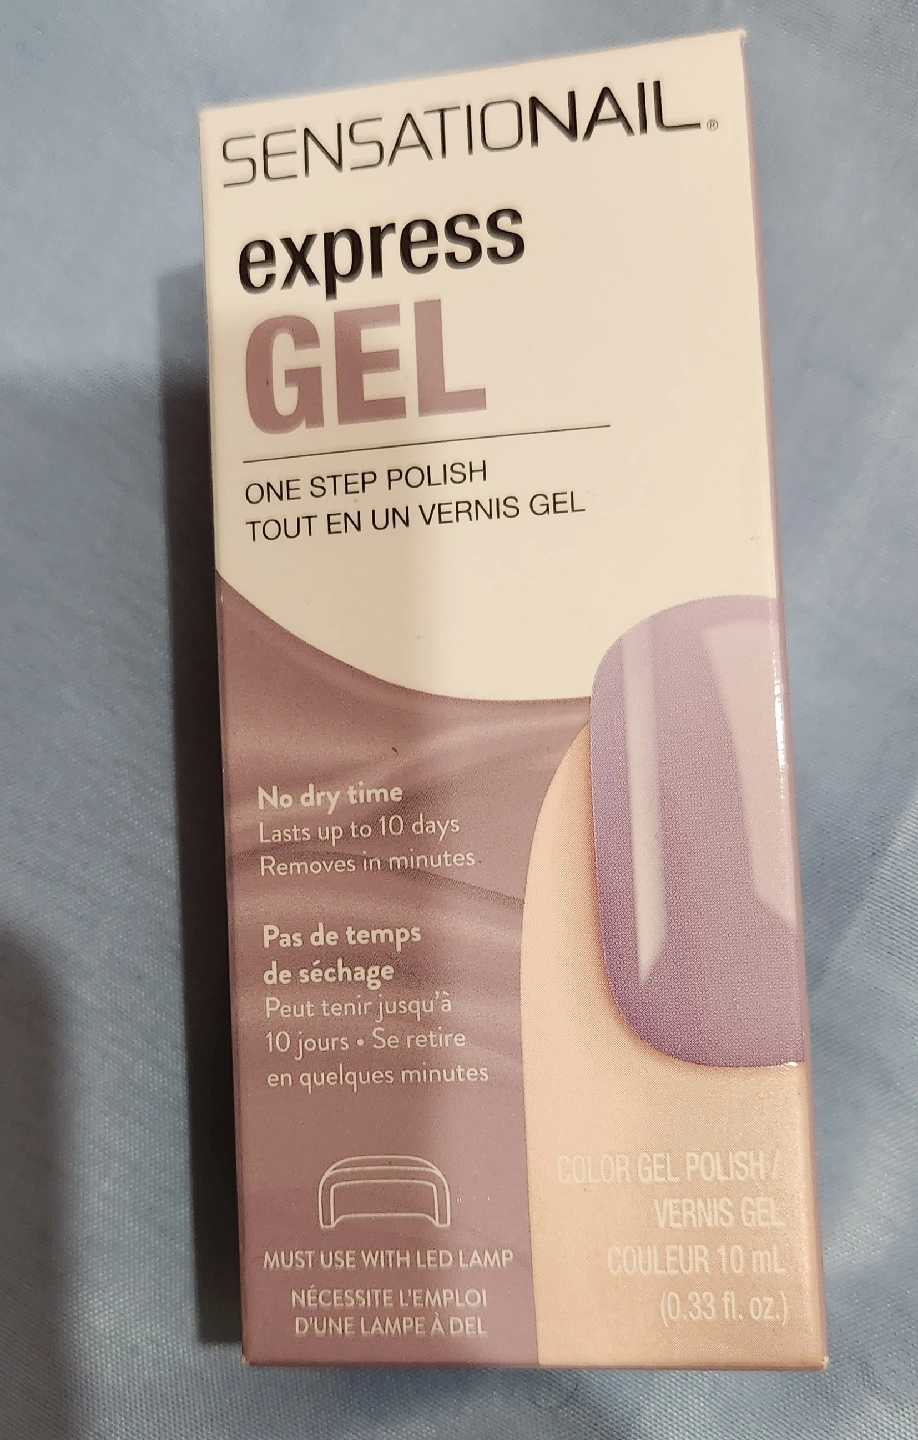 SENSATIONAIL®
express
GEL
ONE STEP POLISH
TOUT EN UN VERNIS GEL
No dry time
Lasts up to 10 days
Removes in minutes
Pas de temps
de séchage
Peut tenir jusqu'à
10 jours • Se retire
en quelques minutes
MUST USE WITH LED LAMP
NÉCESSITE L'EMPLOI
D'UNE LAMPE À DEL
COLOR GEL POLISH /
VERNIS GEL
COULEUR 10 mL
(0.33 fl. oz.)